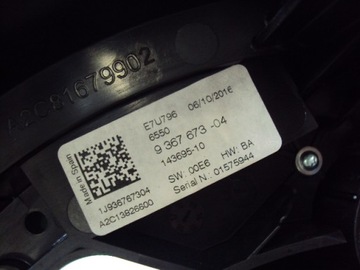 A2C81679902
E7U796 06/10/2016
6550
9 367 673 -04
143695-10
SW: 00E6 HW: BA
Serial N.: 01575944
Made in Spain
1J936767304
A2C13826600